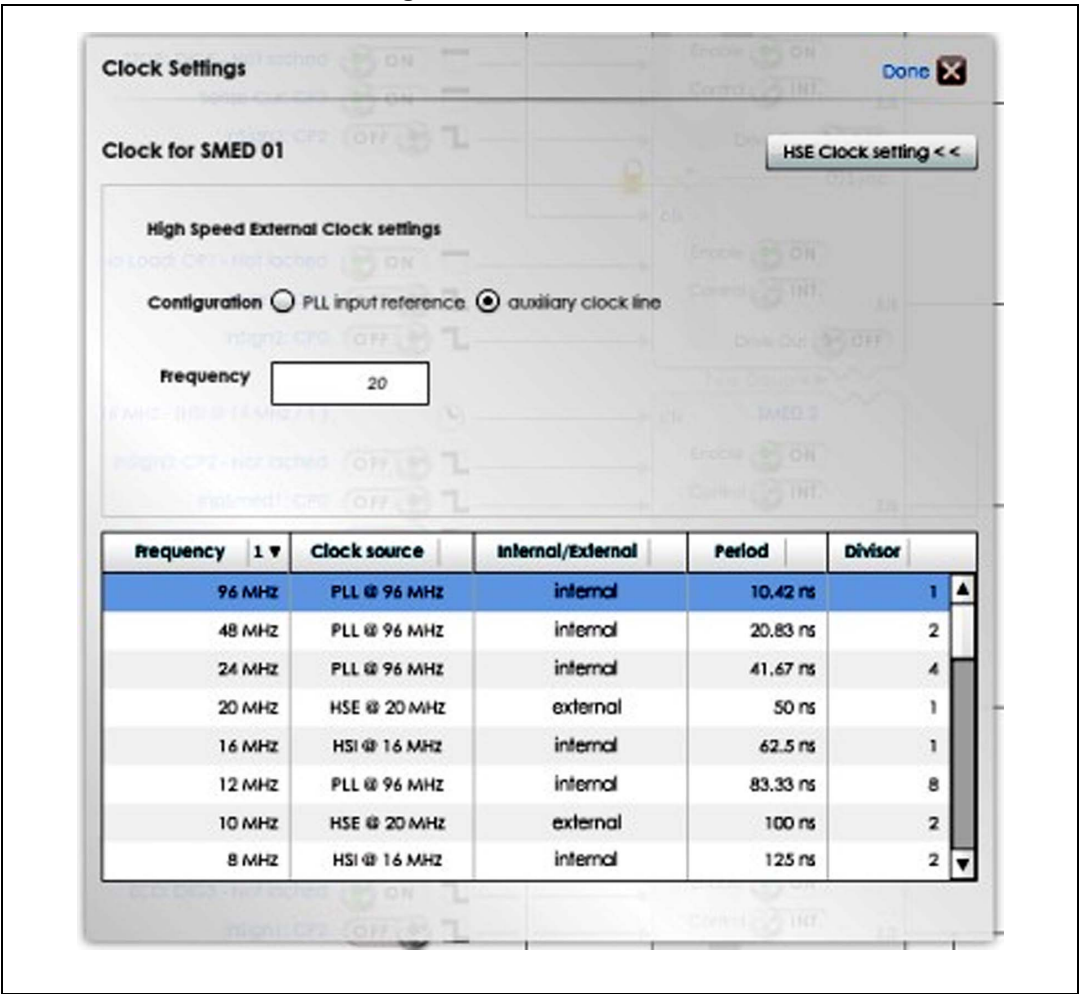 Clock Settings
Done
Clock for SMED 01
HSE Clock setting < <
High Speed External Clock settings
Configuration PLL input reference auxiliary clock line
Frequency 20
Frequency 1 ▼ Clock source Internal/External Period Divisor
96 MHz PLL @ 96 MHz internal 10,42 ns 1
48 MHz PLL @ 96 MHz internal 20.83 ns 2
24 MHz PLL @ 96 MHz internal 41,67 ns 4
20 MHz HSE @ 20 MHz external 50 ns 1
16 MHz HSI @ 16 MHz internal 62.5 ns 1
12 MHz PLL @ 96 MHz internal 83.33 ns 8
10 MHz HSE @ 20 MHz external 100 ns 2
8 MHz HSI @ 16 MHz internal 125 ns 2